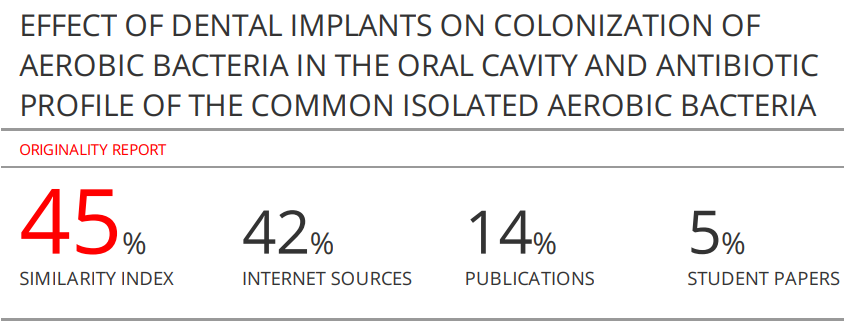 EFFECT OF DENTAL IMPLANTS ON COLONIZATION OF
AEROBIC BACTERIA IN THE ORAL CAVITY AND ANTIBIOTIC
PROFILE OF THE COMMON ISOLATED AEROBIC BACTERIA
ORIGINALITY REPORT
45% 42% 14% 5%
SIMILARITY INDEX INTERNET SOURCES PUBLICATIONS STUDENT PAPERS